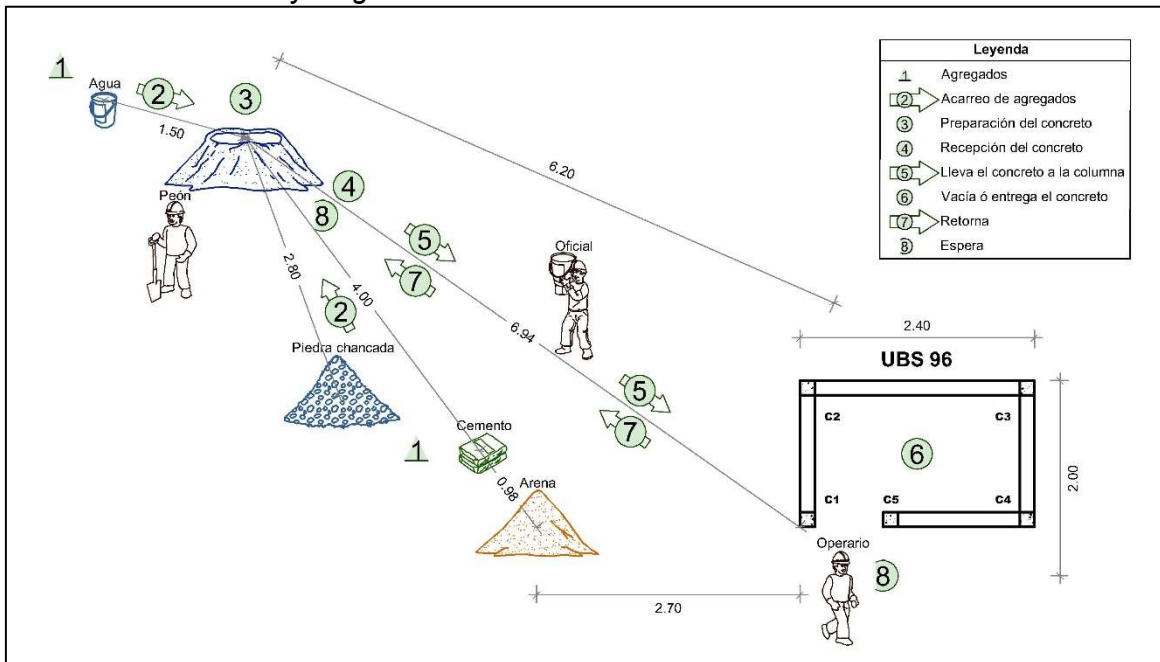 1
Agua
2
3
1.50
6.20
Peón
4
8
5
7
2.80
4.00
2
Oficial
6.94
Piedra chancada
1
Cemento
0.98
Arena
5
7
2.70
2.40
UBS 96
C2
C3
6
C1
C5
C4
2.00
Operario
8
Leyenda
1 Agregados
2 Acarreo de agregados
3 Preparación del concreto
4 Recepción del concreto
5 Lleva el concreto a la columna
6 Vacía ó entrega el concreto
7 Retorna
8 Espera